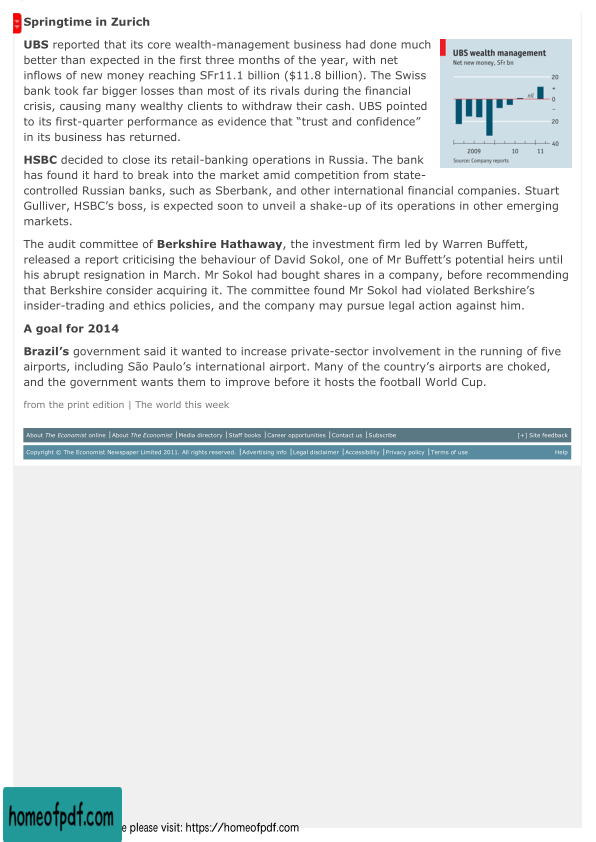 Springtime in Zurich
UBS reported that its core wealth-management business had done much
better than expected in the first three months of the year, with net
inflows of new money reaching SFr11.1 billion ($11.8 billion). The Swiss
bank took far bigger losses than most of its rivals during the financial
crisis, causing many wealthy clients to withdraw their cash. UBS pointed
to its first-quarter performance as evidence that “trust and confidence”
in its business has returned.
UBS wealth management
Net new money, SFr bn
20
+
nil
0
–
20
40
2009 10 11
Source: Company reports
HSBC decided to close its retail-banking operations in Russia. The bank
has found it hard to break into the market amid competition from state-
controlled Russian banks, such as Sberbank, and other international financial companies. Stuart
Gulliver, HSBC’s boss, is expected soon to unveil a shake-up of its operations in other emerging
markets.
The audit committee of Berkshire Hathaway, the investment firm led by Warren Buffett,
released a report criticising the behaviour of David Sokol, one of Mr Buffett’s potential heirs until
his abrupt resignation in March. Mr Sokol had bought shares in a company, before recommending
that Berkshire consider acquiring it. The committee found Mr Sokol had violated Berkshire’s
insider-trading and ethics policies, and the company may pursue legal action against him.
A goal for 2014
Brazil’s government said it wanted to increase private-sector involvement in the running of five
airports, including São Paulo’s international airport. Many of the country’s airports are choked,
and the government wants them to improve before it hosts the football World Cup.
from the print edition | The world this week
About The Economist online | About The Economist | Media directory | Staff books | Career opportunities | Contact us | Subscribe [+] Site feedback
Copyright © The Economist Newspaper Limited 2011. All rights reserved. | Advertising info | Legal disclaimer | Accessibility | Privacy policy | Terms of use Help
homeofpdf.com
e please visit: https://homeofpdf.com